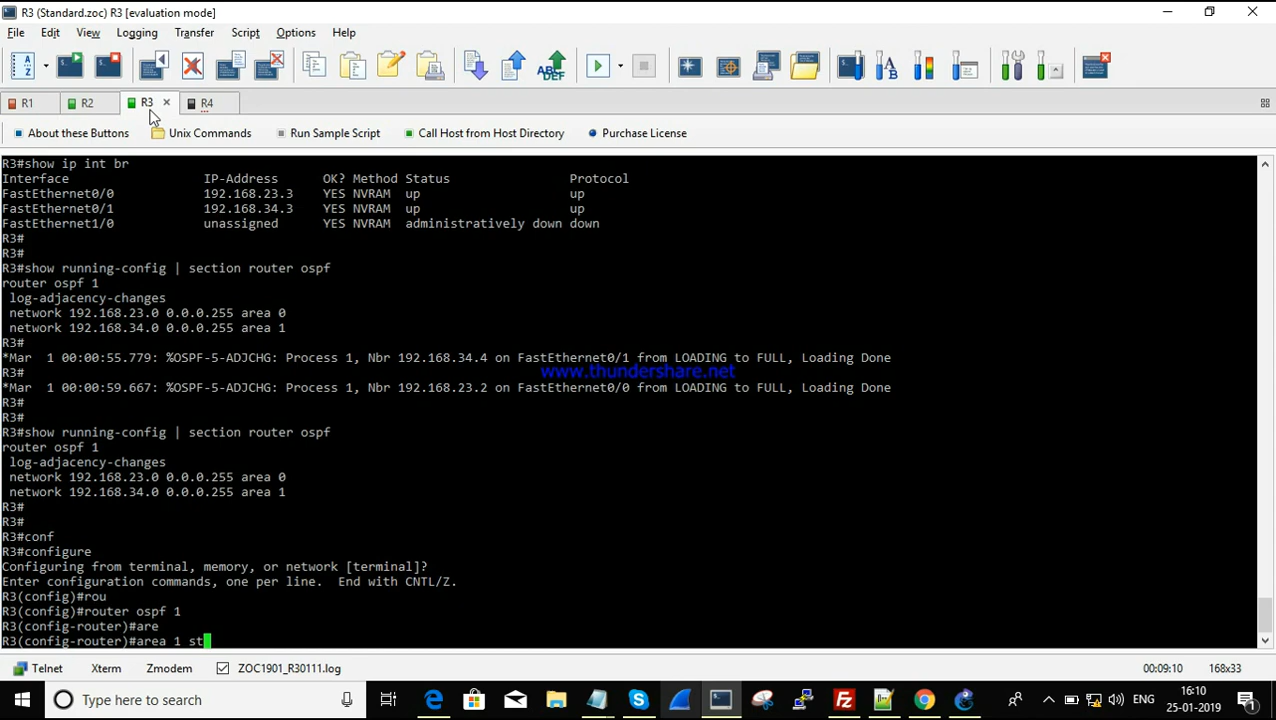 R3 (Standard.zoc) R3 [evaluation mode]
File Edit View Logging Transfer Script Options Help
R1 R2 R3 R4
About these Buttons Unix Commands Run Sample Script Call Host from Host Directory Purchase License
R3#show ip int br
Interface IP-Address OK? Method Status Protocol
FastEthernet0/0 192.168.23.3 YES NVRAM up up
FastEthernet0/1 192.168.34.3 YES NVRAM up up
FastEthernet1/0 unassigned YES NVRAM administratively down down
R3#
R3#
R3#show running-config | section router ospf
router ospf 1
log-adjacency-changes
network 192.168.23.0 0.0.0.255 area 0
network 192.168.34.0 0.0.0.255 area 1
R3#
*Mar 1 00:00:55.779: %OSPF-5-ADJCHG: Process 1, Nbr 192.168.34.4 on FastEthernet0/1 from LOADING to FULL, Loading Done
www.thundershare.net
R3#
*Mar 1 00:00:59.667: %OSPF-5-ADJCHG: Process 1, Nbr 192.168.23.2 on FastEthernet0/0 from LOADING to FULL, Loading Done
R3#
R3#
R3#show running-config | section router ospf
router ospf 1
log-adjacency-changes
network 192.168.23.0 0.0.0.255 area 0
network 192.168.34.0 0.0.0.255 area 1
R3#
R3#
R3#conf
R3#configure
Configuring from terminal, memory, or network [terminal]?
Enter configuration commands, one per line. End with CNTL/Z.
R3(config)#rou
R3(config)#router ospf 1
R3(config-router)#are
R3(config-router)#area 1 st
Telnet Xterm Zmodem ZOC1901_R30111.log 00:09:10 168x33
Type here to search ENG 16:10
25-01-2019